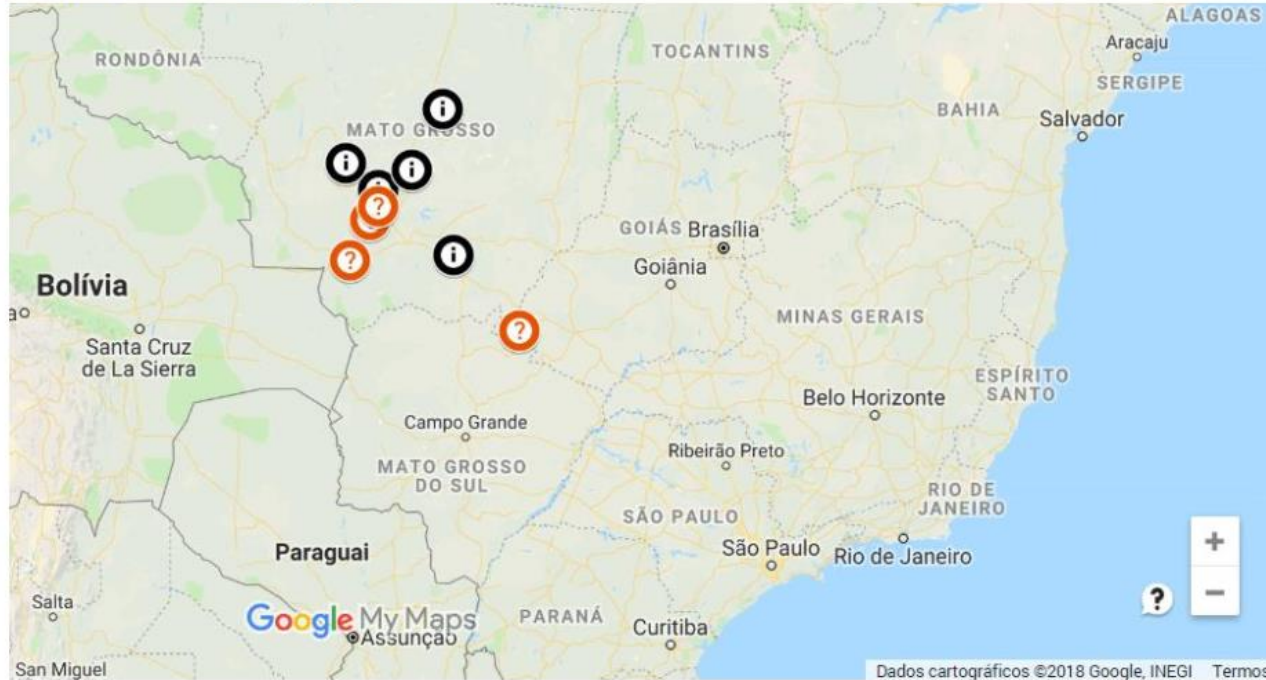 ALAGOAS
Aracaju
RONDÔNIA
TOCANTINS
SERGIPE
BAHIA
Salvador
MATO GROSSO
GOIÁS
Brasília
Goiânia
Bolívia
MINAS GERAIS
Santa Cruz
de La Sierra
ESPÍRITO
SANTO
Belo Horizonte
Campo Grande
Ribeirão Preto
MATO GROSSO
DO SUL
RIO DE
JANEIRO
SÃO PAULO
São Paulo
Rio de Janeiro
Paraguai
Salta
Google My Maps
Assunção
PARANÁ
Curitiba
San Miguel
Dados cartográficos ©2018 Google, INEGI
Termos